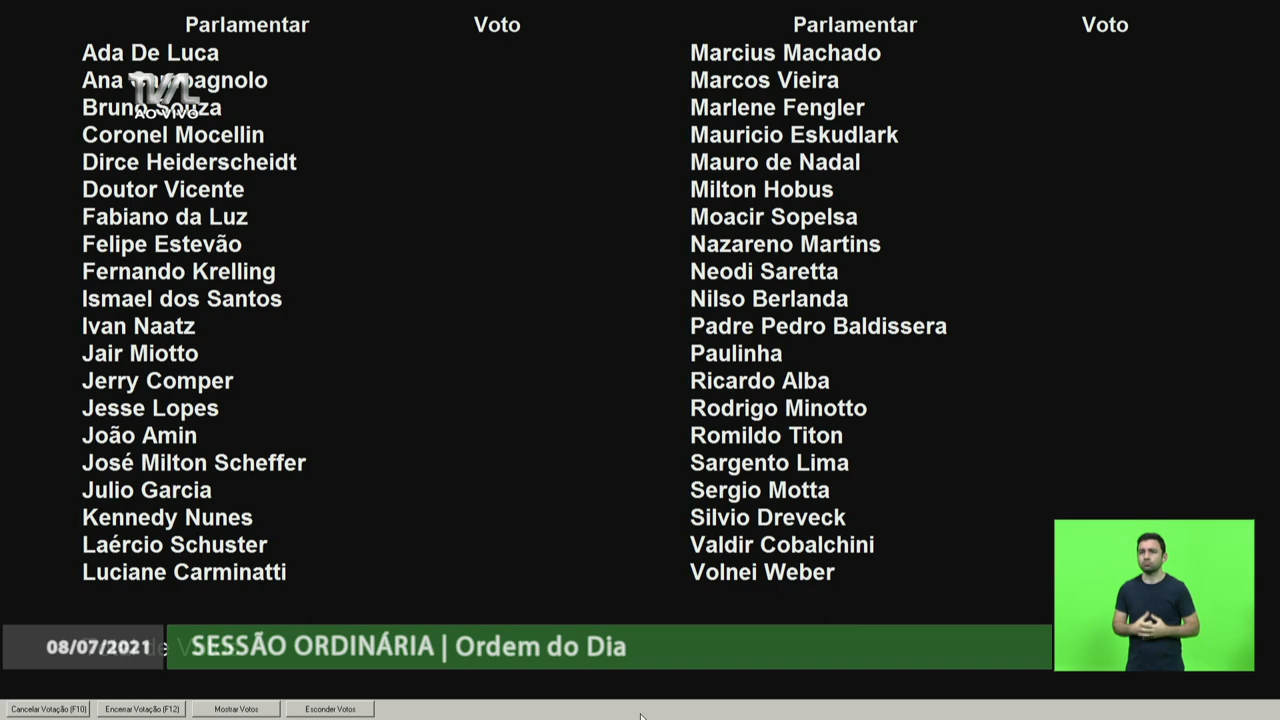 Parlamentar Voto
Ada De Luca
Ana Campagnolo
Bruno Souza
Coronel Mocellin
Dirce Heiderscheidt
Doutor Vicente
Fabiano da Luz
Felipe Estevão
Fernando Krelling
Ismael dos Santos
Ivan Naatz
Jair Miotto
Jerry Comper
Jesse Lopes
João Amin
José Milton Scheffer
Julio Garcia
Kennedy Nunes
Laércio Schuster
Luciane Carminatti
Parlamentar Voto
Marcius Machado
Marcos Vieira
Marlene Fengler
Mauricio Eskudlark
Mauro de Nadal
Milton Hobus
Moacir Sopelsa
Nazareno Martins
Neodi Saretta
Nilso Berlanda
Padre Pedro Baldissera
Paulinha
Ricardo Alba
Rodrigo Minotto
Romildo Titon
Sargento Lima
Sergio Motta
Silvio Dreveck
Valdir Cobalchini
Volnei Weber
TVAL
AO VIVO
08/07/2021 SESSÃO ORDINÁRIA | Ordem do Dia
Cancelar Votação (F10) Encerrar Votação (F12) Mostrar Votos Esconder Votos